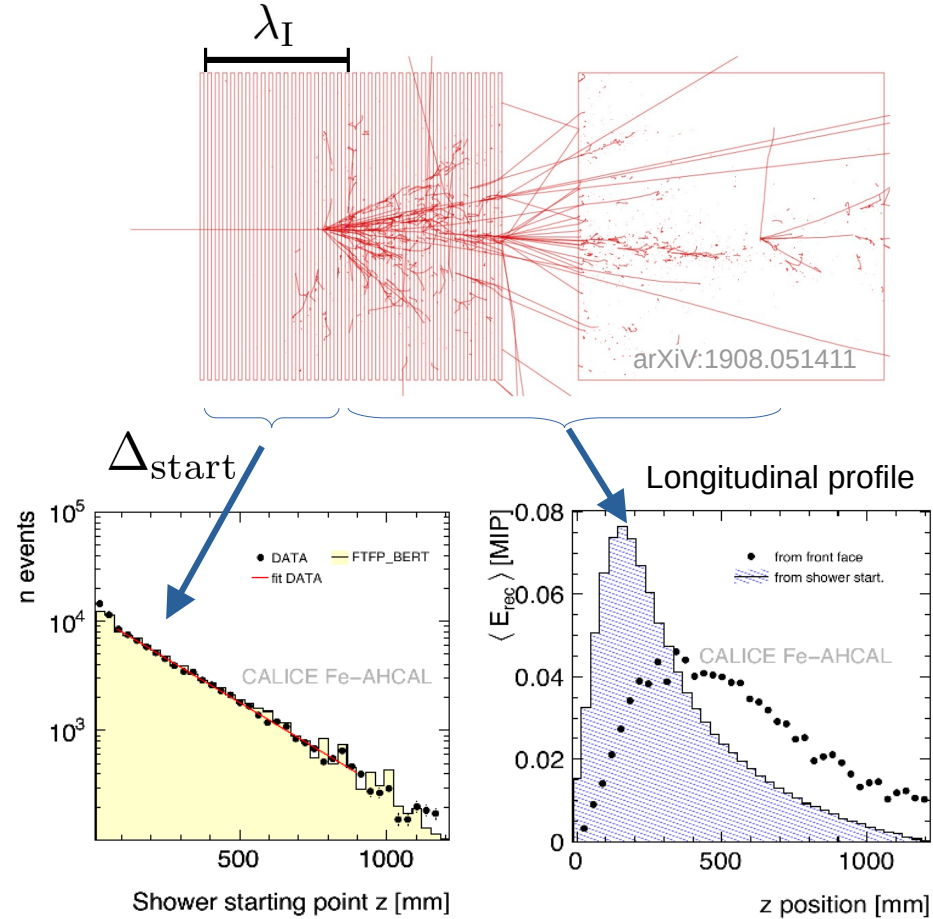 λI
arXiV:1908.051411
Δstart
Longitudinal profile
n events
10^5
10^4
10^3
DATA
FTFP_BERT
fit DATA
CALICE Fe-AHCAL
500
1000
Shower starting point z [mm]
⟨ Erec ⟩ [MIP]
0.08
0.06
0.04
0.02
0
from front face
from shower start.
CALICE Fe-AHCAL
0
500
1000
z position [mm]